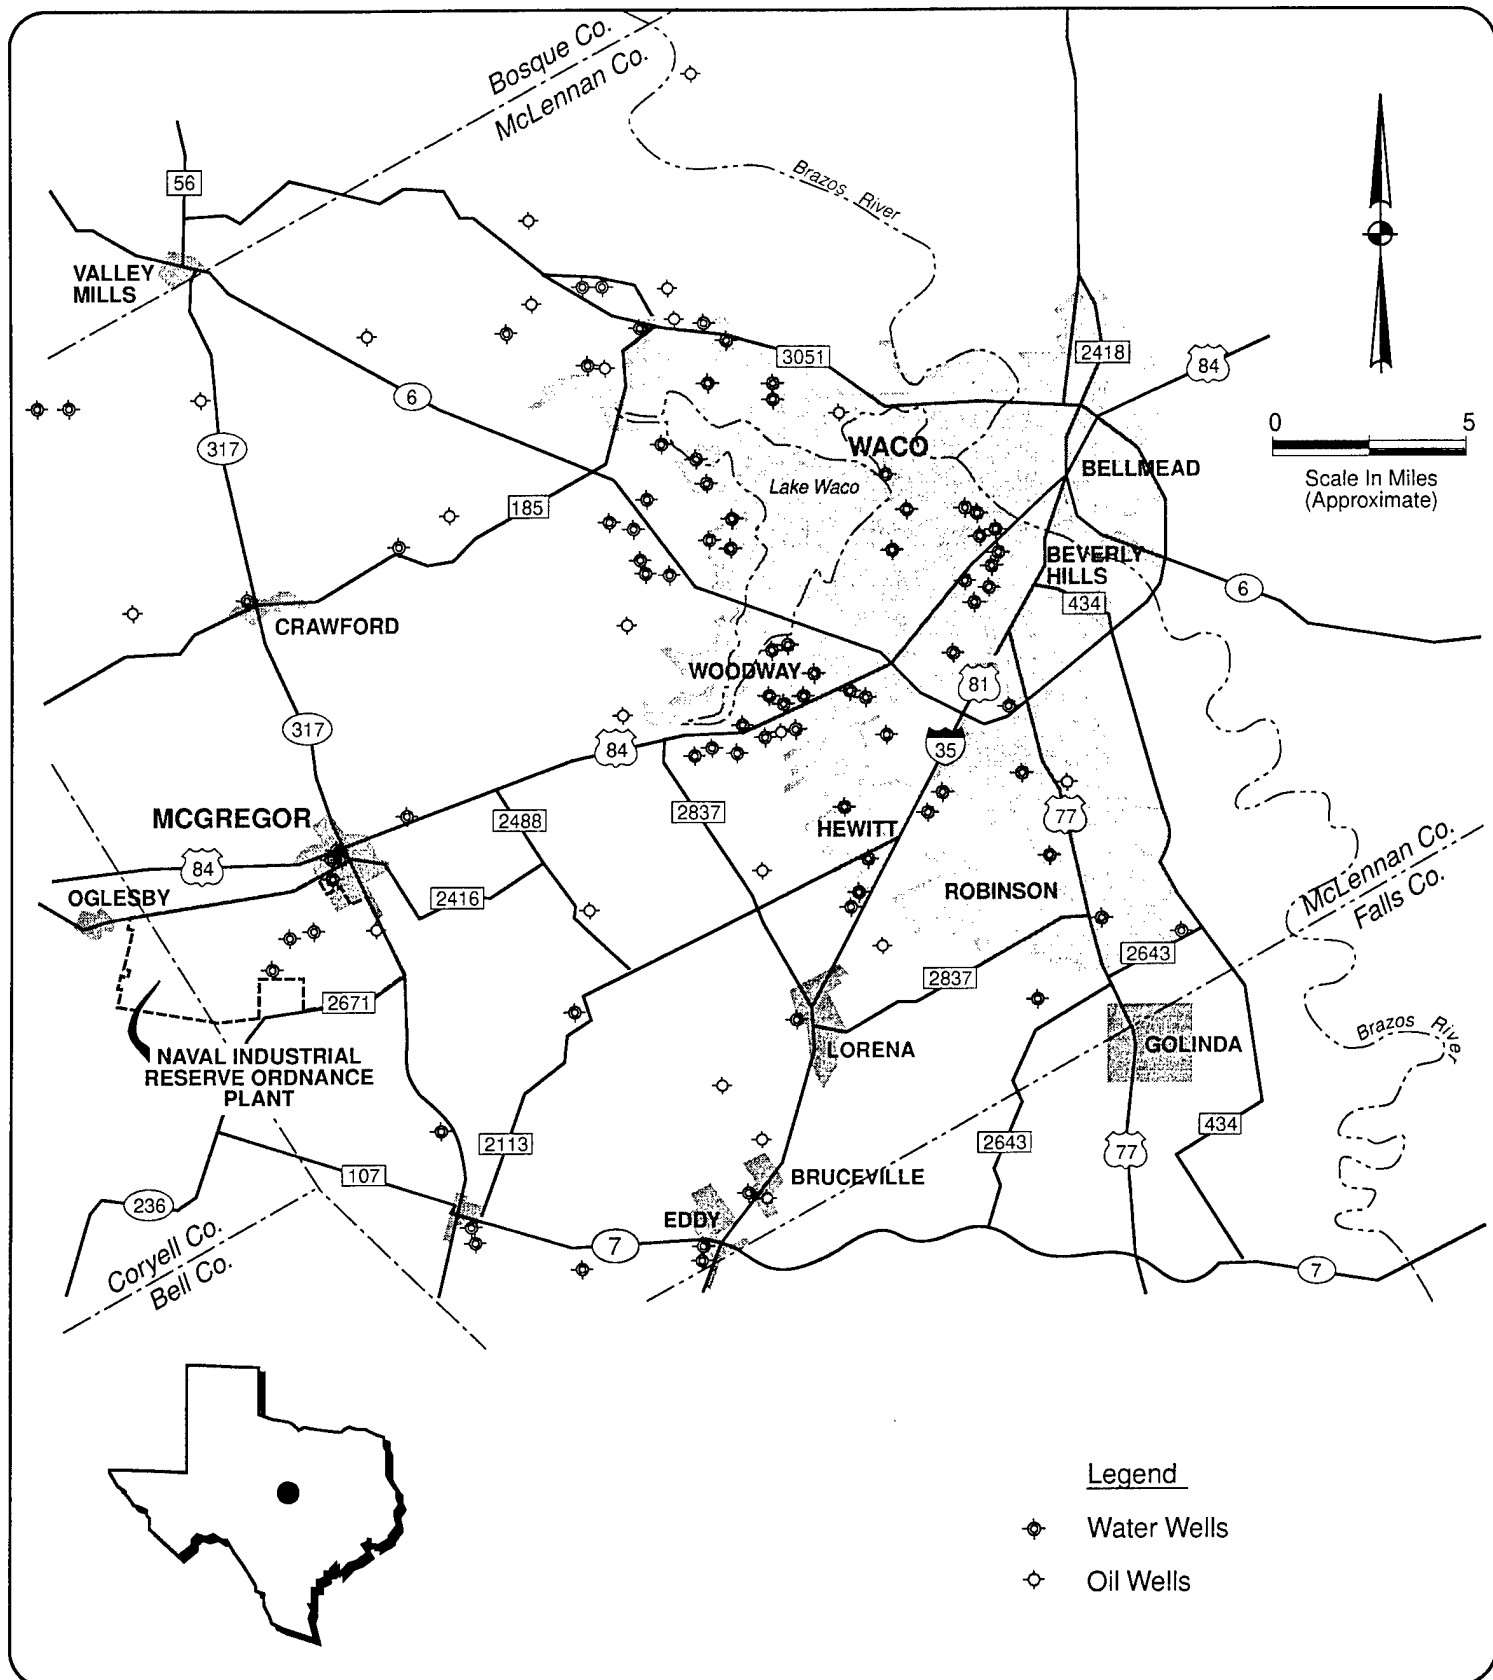 Bosque Co.
McLennan Co.
Brazos River
56
VALLEY
MILLS
3051
2418
84
6
0 5
Scale In Miles
(Approximate)
317
WACO
BELLMEAD
Lake Waco
185
BEVERLY
HILLS
6
434
CRAWFORD
WOODWAY
81
317
84
35
MCGREGOR
2488
2837
77
HEWITT
84
McLennan Co.
Falls Co.
OGLESBY
2416
ROBINSON
2643
2837
2671
Brazos River
NAVAL INDUSTRIAL
RESERVE ORDNANCE
PLANT
LORENA
GOLINDA
434
2113
2643
77
107
BRUCEVILLE
236
EDDY
7
7
Coryell Co.
Bell Co.
Legend
Water Wells
Oil Wells